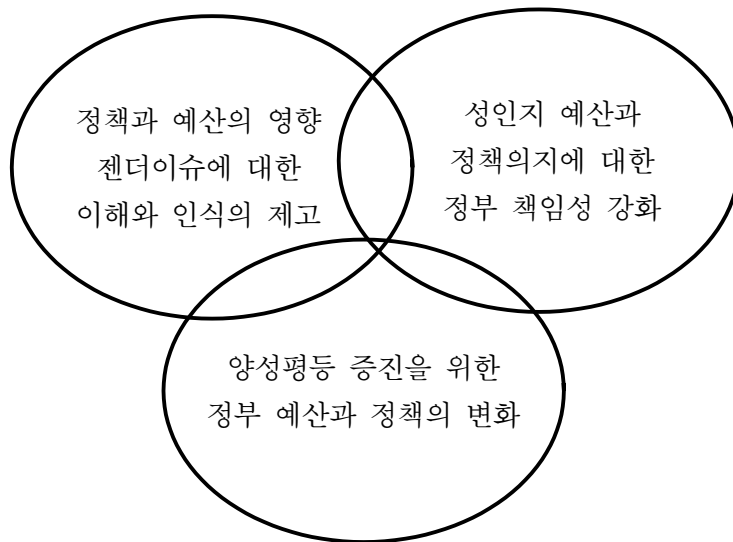 정책과 예산의 영향
젠더이슈에 대한
이해와 인식의 제고
성인지 예산과
정책의지에 대한
정부 책임성 강화
양성평등 증진을 위한
정부 예산과 정책의 변화